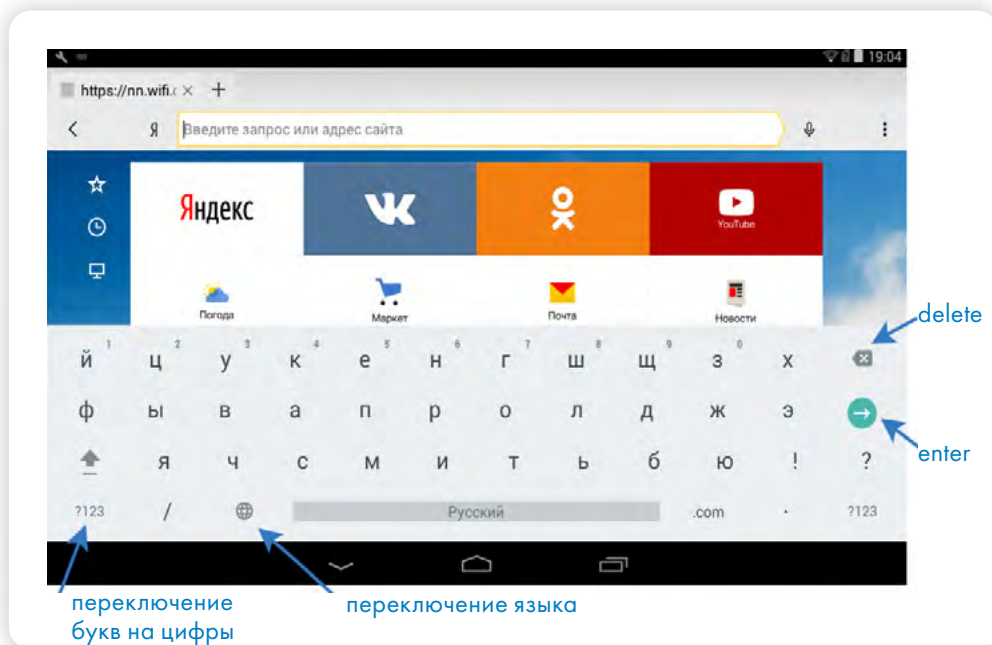 19:04
https://nn.wifi.c
Я Введите запрос или адрес сайта
Яндекс
YouTube
Погода Маркет Почта Новости
delete
1 2 3 4 5 6 7 8 9 0
й ц у к е н г ш щ з х
ф ы в а п р о л д ж э
enter
я ч с м и т ь б ю ! ?
?123 / Русский .com . ?123
переключение
букв на цифры
переключение языка